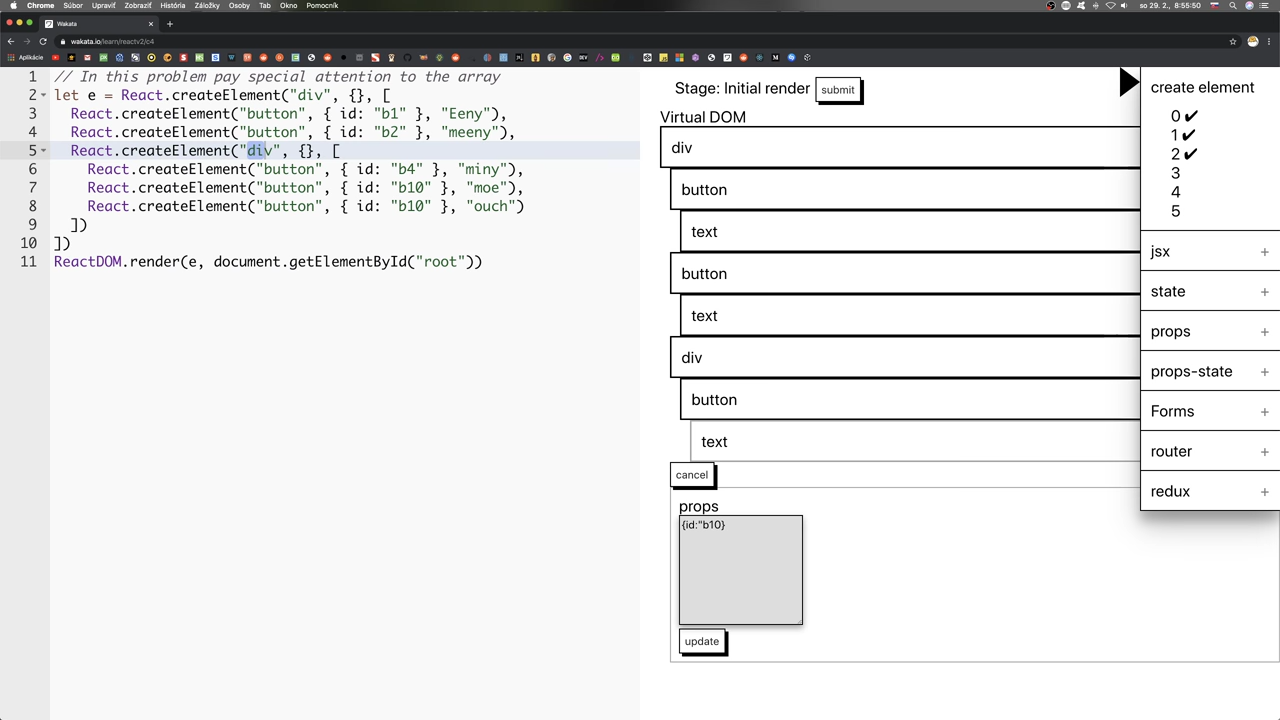 Chrome Súbor Upraviť Zobraziť História Záložky Osoby Tab Okno Pomocník
so 29. 2., 8:55:50
Wakata
wakata.io/learn/reactv2/c4
Aplikácie
1 // In this problem pay special attention to the array
2 let e = React.createElement("div", {}, [
3 React.createElement("button", { id: "b1" }, "Eeny"),
4 React.createElement("button", { id: "b2" }, "meeny"),
5 React.createElement("div", {}, [
6 React.createElement("button", { id: "b4" }, "miny"),
7 React.createElement("button", { id: "b10" }, "moe"),
8 React.createElement("button", { id: "b10" }, "ouch")
9 ])
10 ])
11 ReactDOM.render(e, document.getElementById("root"))
Stage: Initial render submit
Virtual DOM
div
button
text
button
text
div
button
text
cancel
props
{id:"b10}
update
create element
0 ✔
1 ✔
2 ✔
3
4
5
jsx +
state +
props +
props-state +
Forms +
router +
redux +